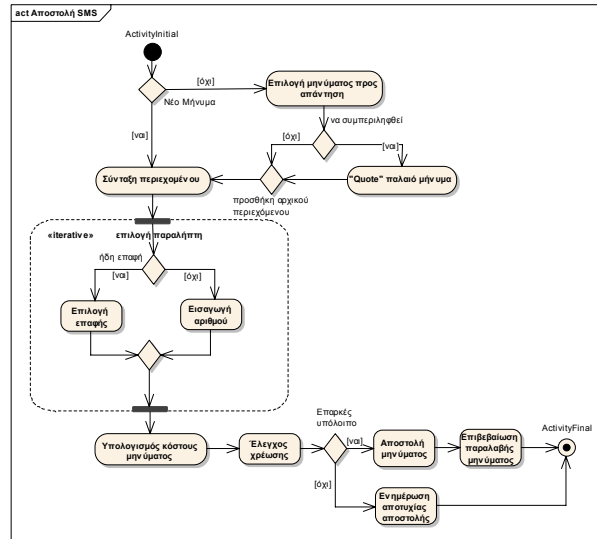 act Αποστολή SMS
ActivityInitial
[όχι]
Νέο Μήνυμα
Επιλογή μηνύματος προς
απάντηση
να συμπεριληφθεί
[ναι]
[όχι]
[ναι]
Σύνταξη περιεχομένου
"Quote" παλαιό μήνυμα
προσθήκη αρχικού
περιεχόμενου
«iterative»
επιλογή παραλήπτη
ήδη επαφή
[ναι]
[όχι]
Επιλογή
επαφής
Εισαγωγή
αριθμού
Υπολογισμός κόστους
μηνύματος
Έλεγχος
χρέωσης
Επαρκές
υπόλοιπο
[ναι]
Αποστολή
μηνύματος
Επιβεβαίωση
παραλαβής
μηνύματος
ActivityFinal
[όχι]
Ενημέρωση
αποτυχίας
αποστολής